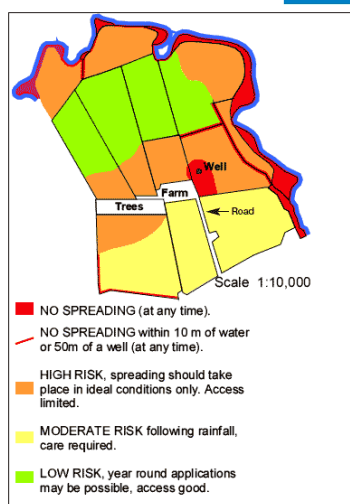 Well
Farm
Trees
Road
Scale 1:10,000
NO SPREADING (at any time).
NO SPREADING within 10 m of water
or 50m of a well (at any time).
HIGH RISK, spreading should take
place in ideal conditions only. Access
limited.
MODERATE RISK following rainfall,
care required.
LOW RISK, year round applications
may be possible, access good.